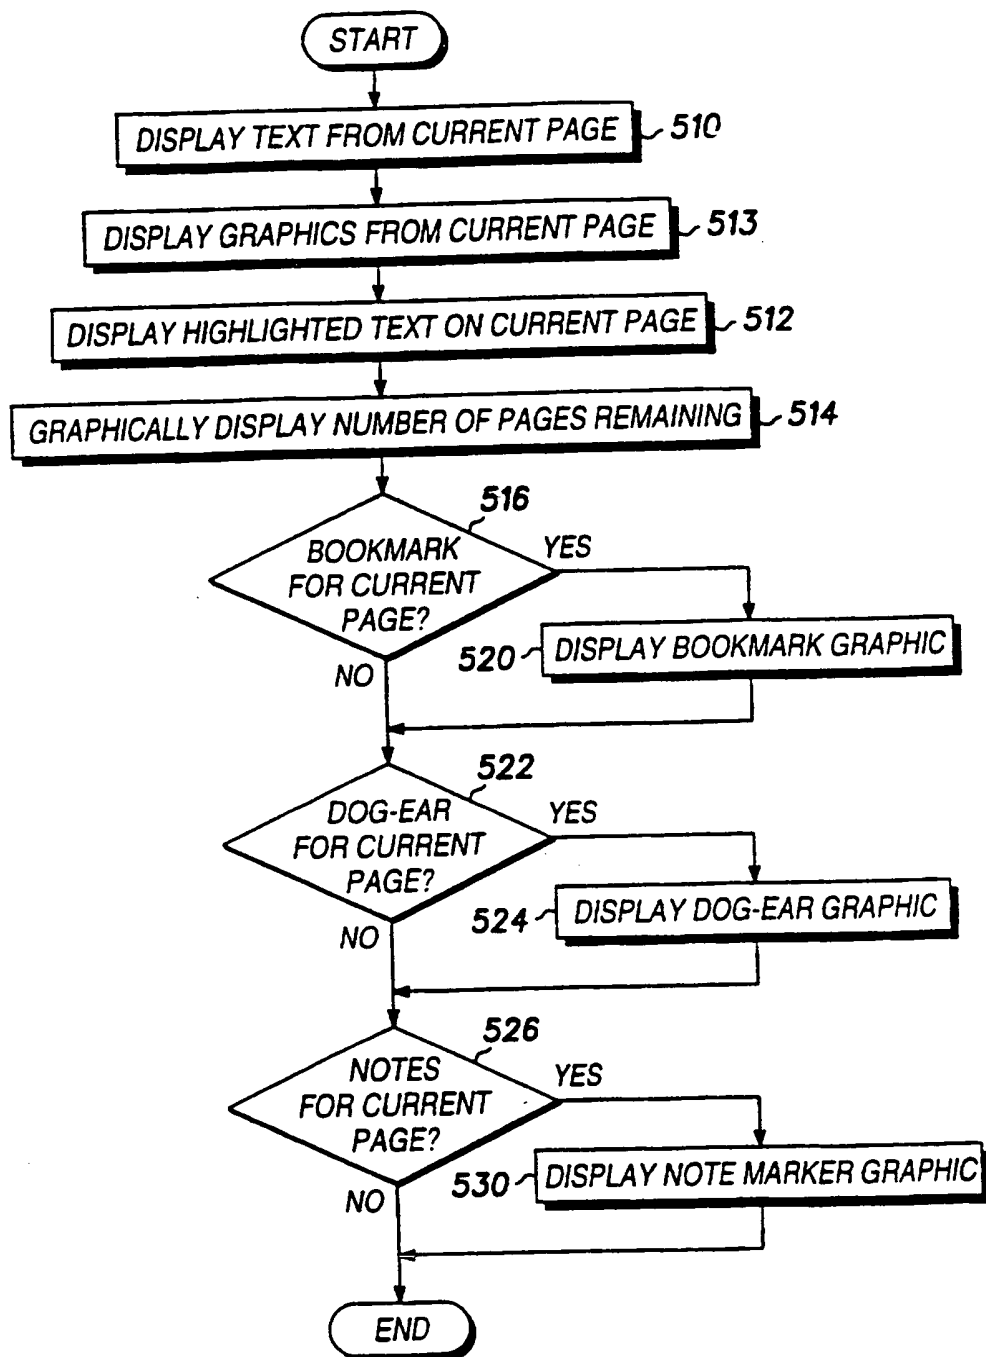 START
DISPLAY TEXT FROM CURRENT PAGE
510
DISPLAY GRAPHICS FROM CURRENT PAGE
513
DISPLAY HIGHLIGHTED TEXT ON CURRENT PAGE
512
GRAPHICALLY DISPLAY NUMBER OF PAGES REMAINING
514
516
BOOKMARK
FOR CURRENT
PAGE?
YES
NO
520
DISPLAY BOOKMARK GRAPHIC
522
DOG-EAR
FOR CURRENT
PAGE?
YES
NO
524
DISPLAY DOG-EAR GRAPHIC
526
NOTES
FOR CURRENT
PAGE?
YES
NO
530
DISPLAY NOTE MARKER GRAPHIC
END